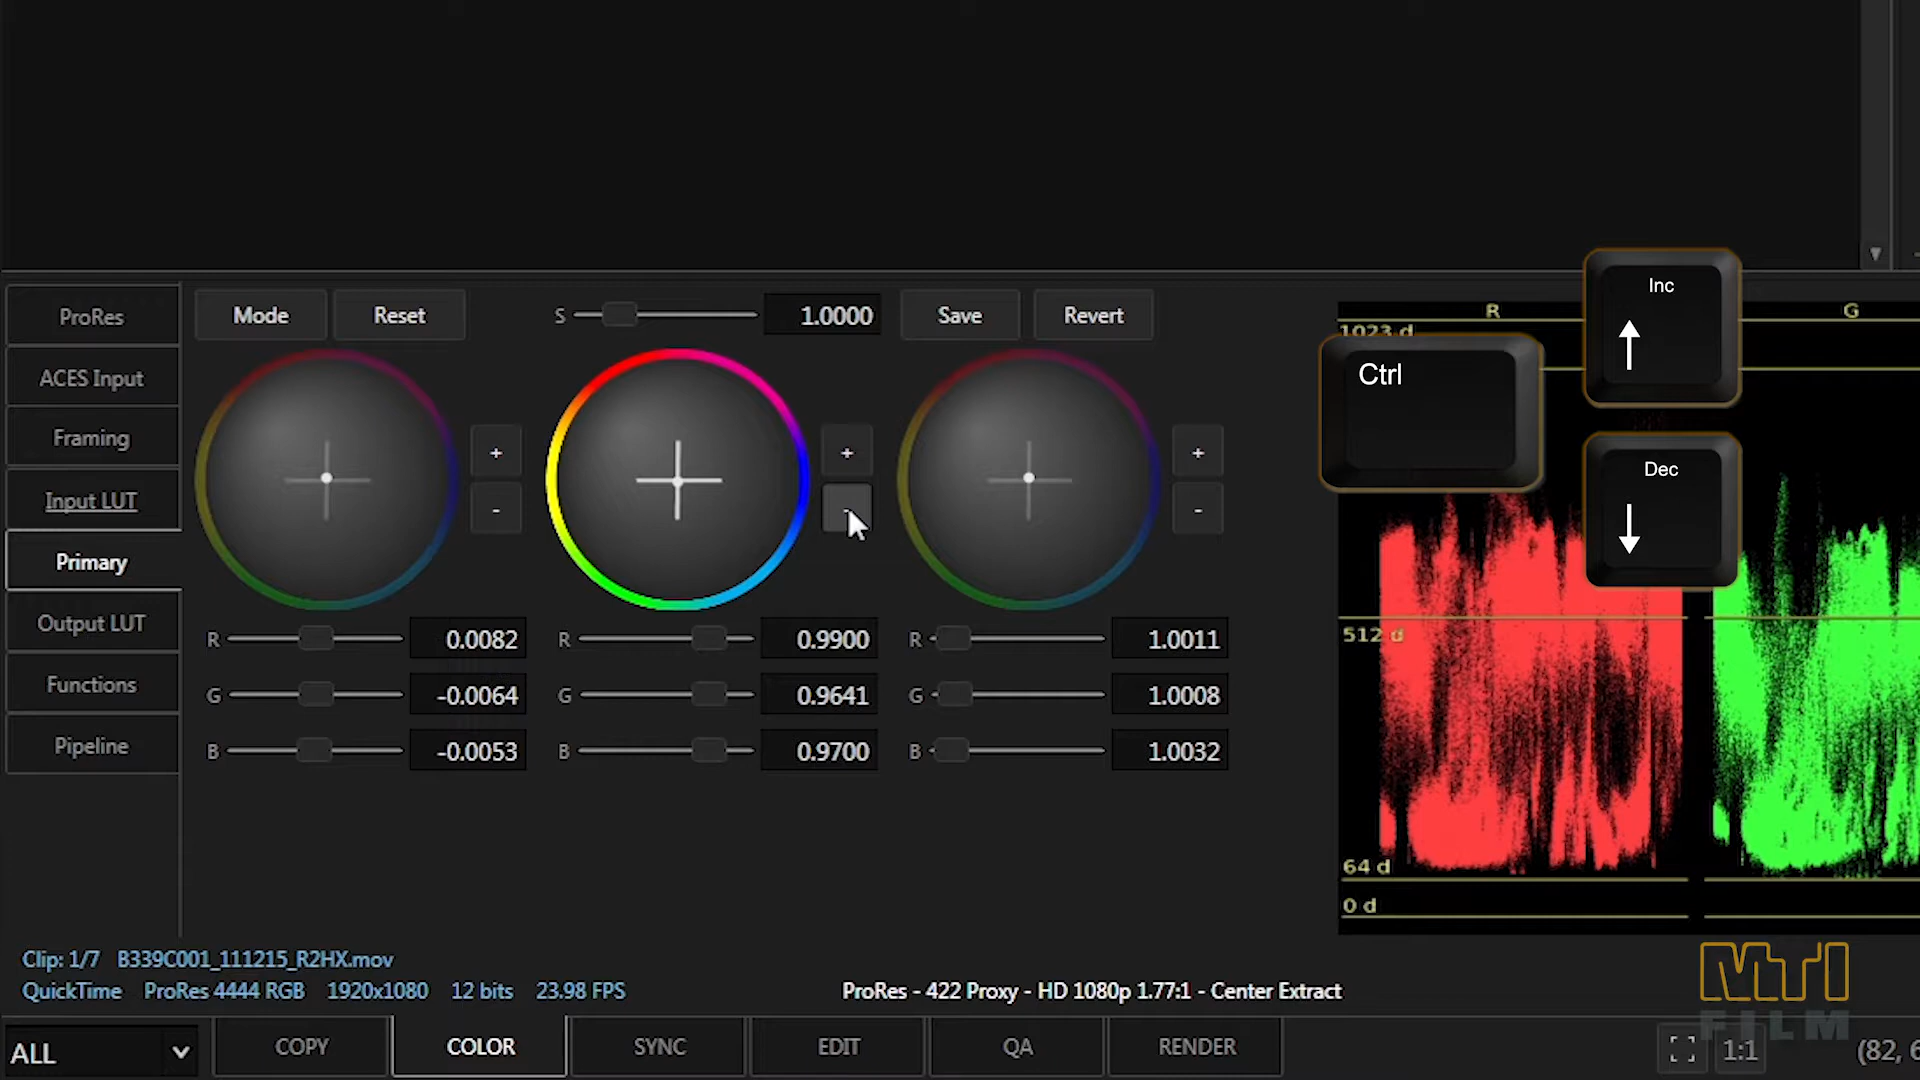 Inc
ProRes Mode Reset S 1.0000 Save Revert R G
1023 d
Ctrl
ACES Input
Framing + + +
Dec
Input LUT - - -
Primary
Output LUT
R 0.0082 R 0.9900 R 1.0011 512 d
Functions G -0.0064 G 0.9641 G 1.0008
Pipeline B -0.0053 B 0.9700 B 1.0032
64 d
0 d
Clip: 1/7 B339C001_111215_R2HX.mov
QuickTime ProRes 4444 RGB 1920x1080 12 bits 23.98 FPS ProRes - 422 Proxy - HD 1080p 1.77:1 - Center Extract
MTI
FILM
ALL COPY COLOR SYNC EDIT QA RENDER 1:1 (82,